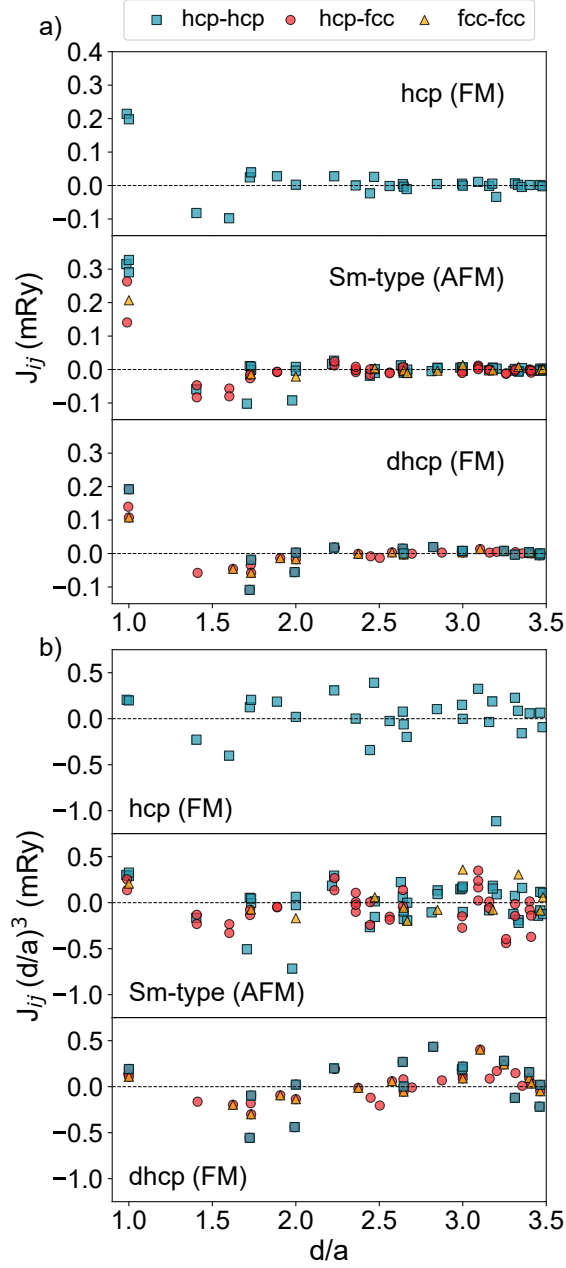 hcp-hcp hcp-fcc fcc-fcc
a)
0.4
0.3
0.2
0.1
0.0
−0.1
hcp (FM)
0.3
0.2
0.1
0.0
−0.1
Sm-type (AFM)
J_ij (mRy)
0.3
0.2
0.1
0.0
−0.1
dhcp (FM)
1.0 1.5 2.0 2.5 3.0 3.5
b)
0.5
0.0
−0.5
−1.0
hcp (FM)
0.5
0.0
−0.5
−1.0
Sm-type (AFM)
J_ij (d/a)^3 (mRy)
0.5
0.0
−0.5
−1.0
dhcp (FM)
1.0 1.5 2.0 2.5 3.0 3.5
d/a